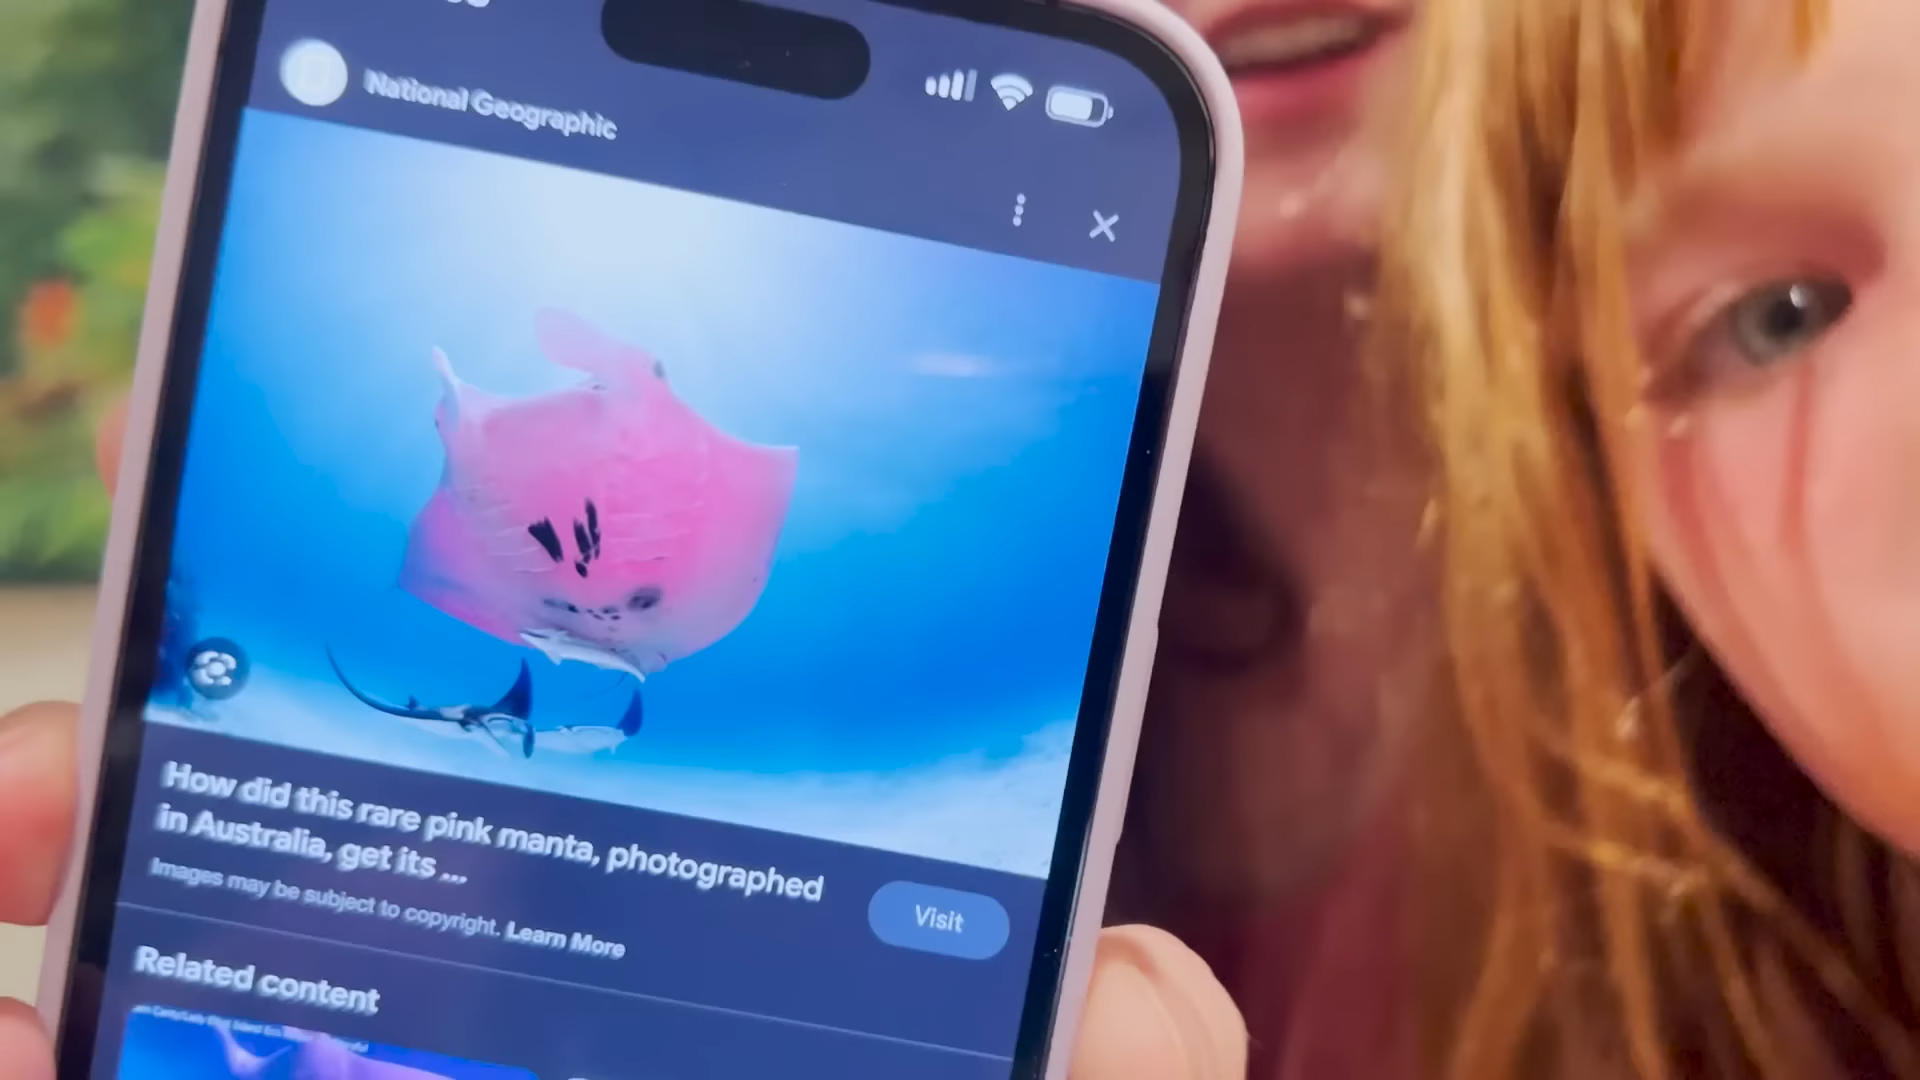 National Geographic
How did this rare pink manta, photographed
in Australia, get its ...
Images may be subject to copyright. Learn More
Visit
Related content